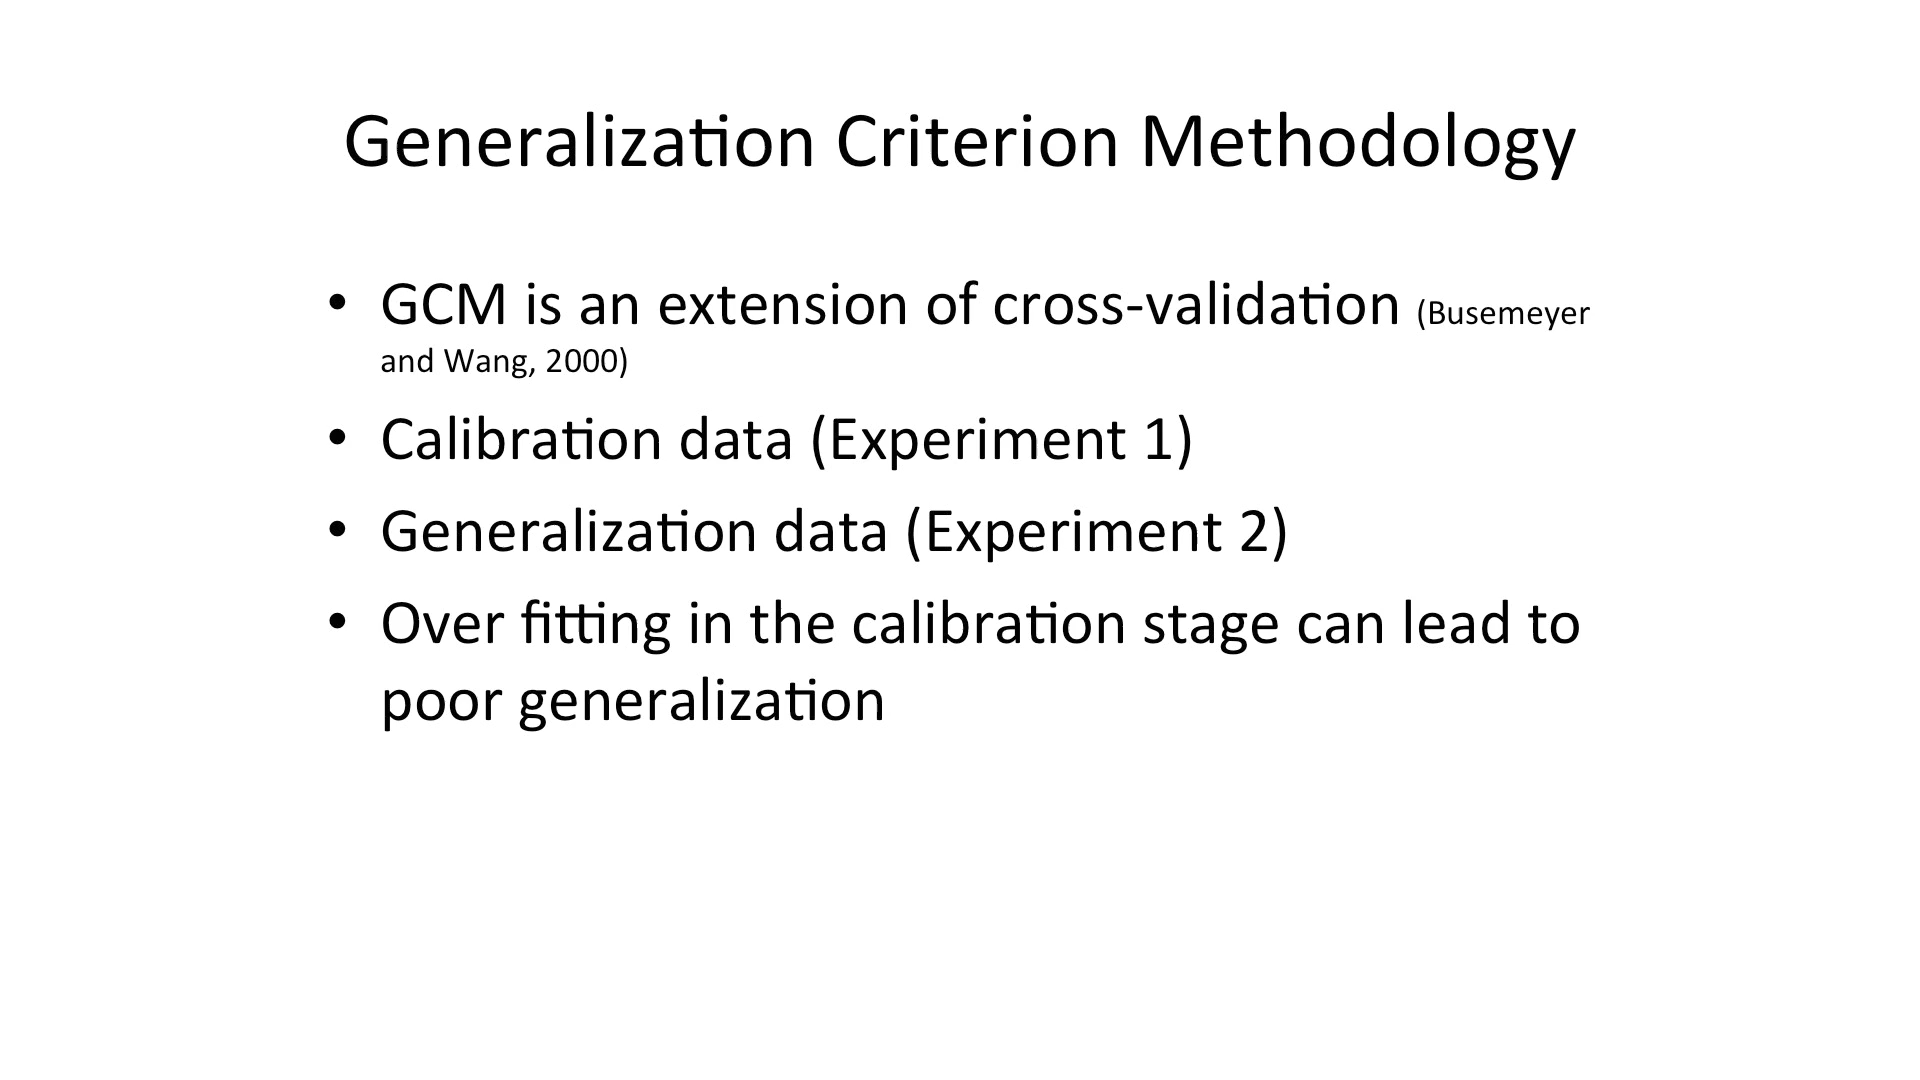 Generalization Criterion Methodology
• GCM is an extension of cross-validation (Busemeyer
and Wang, 2000)
• Calibration data (Experiment 1)
• Generalization data (Experiment 2)
• Over fitting in the calibration stage can lead to
poor generalization